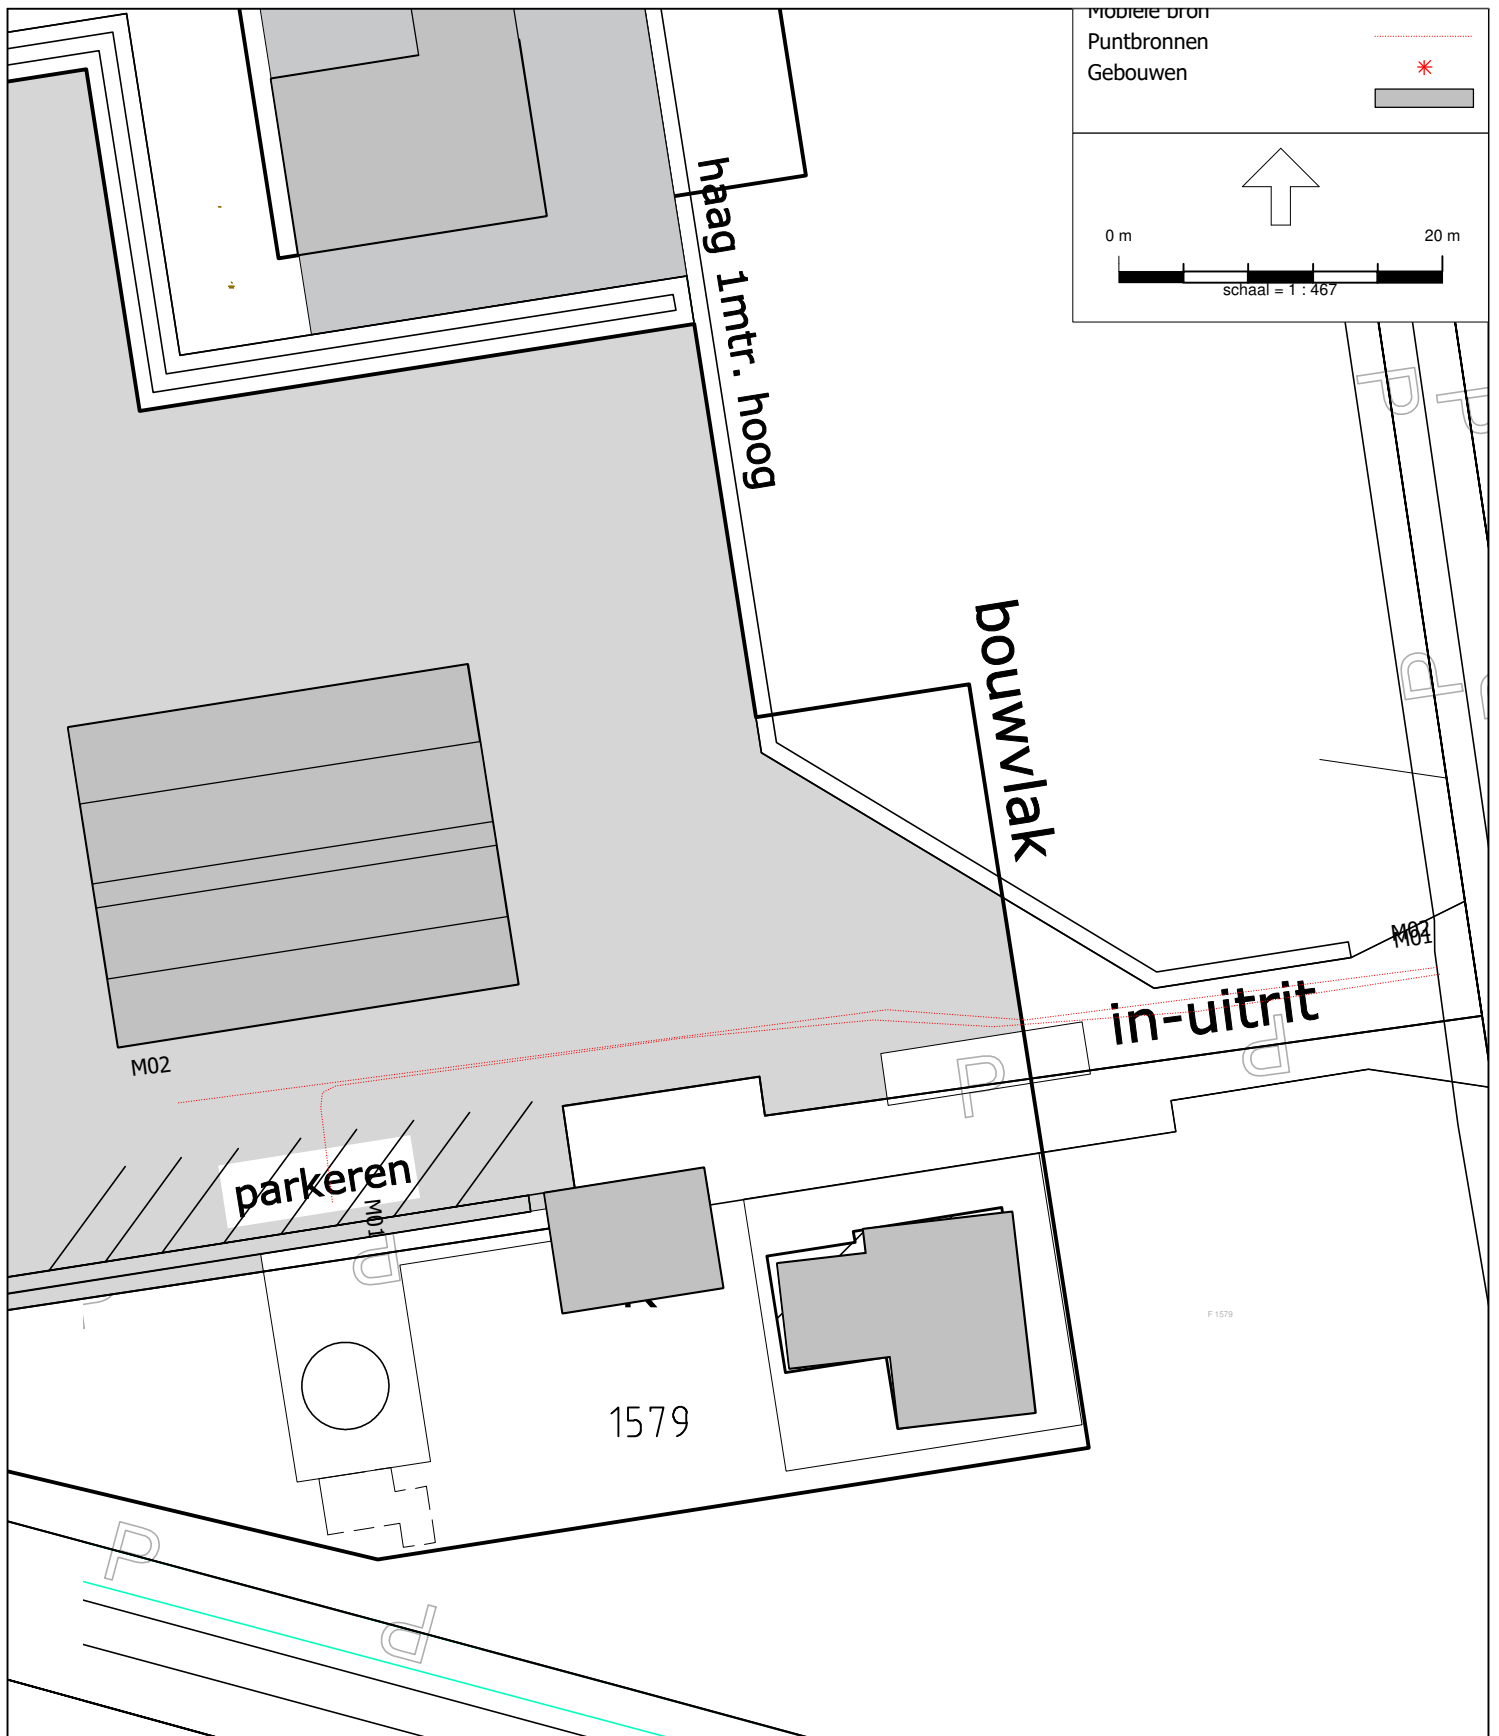 Mobiele bron
Puntbronnen
Gebouwen
0 m
20 m
schaal = 1 : 467
haag 1mtr. hoog
P
P
P
bouwvlak
M02
M01
in-uitrit
P
P
M02
parkeren
M01
P
F 1579
1579
P
P